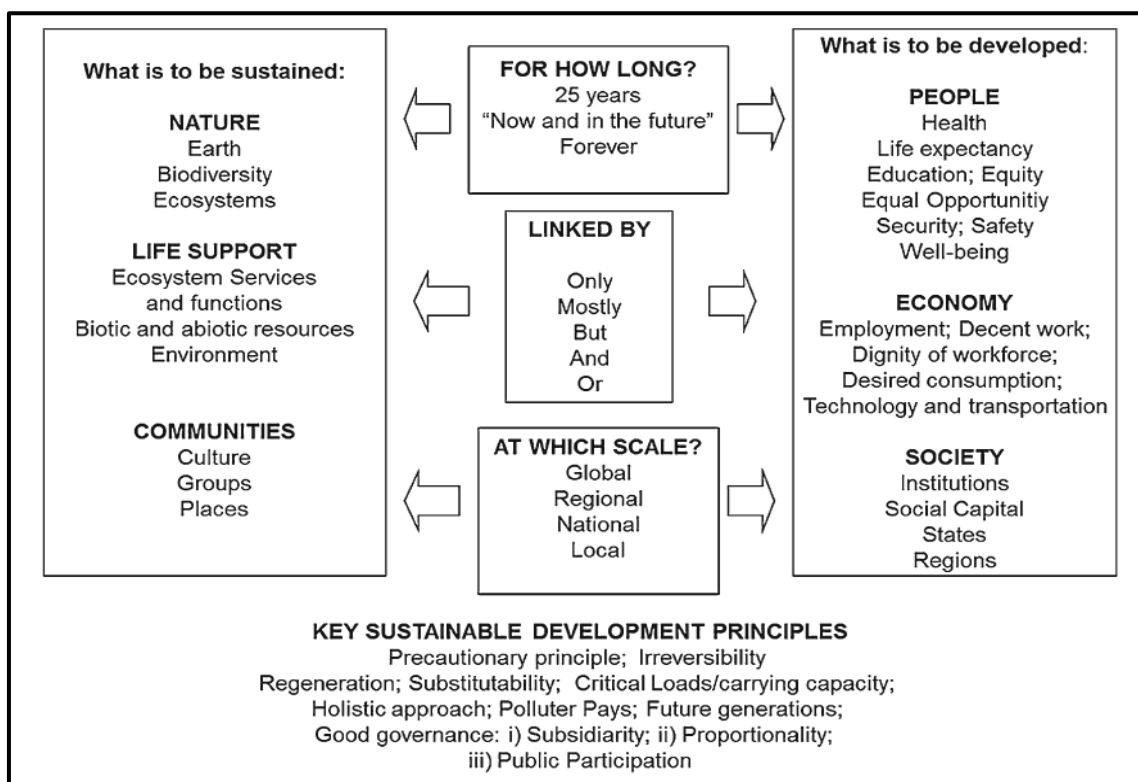 What is to be sustained:
NATURE
Earth
Biodiversity
Ecosystems
LIFE SUPPORT
Ecosystem Services
and functions
Biotic and abiotic resources
Environment
COMMUNITIES
Culture
Groups
Places
FOR HOW LONG?
25 years
“Now and in the future”
Forever
LINKED BY
Only
Mostly
But
And
Or
AT WHICH SCALE?
Global
Regional
National
Local
What is to be developed:
PEOPLE
Health
Life expectancy
Education; Equity
Equal Opportunitiy
Security; Safety
Well-being
ECONOMY
Employment; Decent work;
Dignity of workforce;
Desired consumption;
Technology and transportation
SOCIETY
Institutions
Social Capital
States
Regions
KEY SUSTAINABLE DEVELOPMENT PRINCIPLES
Precautionary principle; Irreversibility
Regeneration; Substitutability; Critical Loads/carrying capacity;
Holistic approach; Polluter Pays; Future generations;
Good governance: i) Subsidiarity; ii) Proportionality;
iii) Public Participation